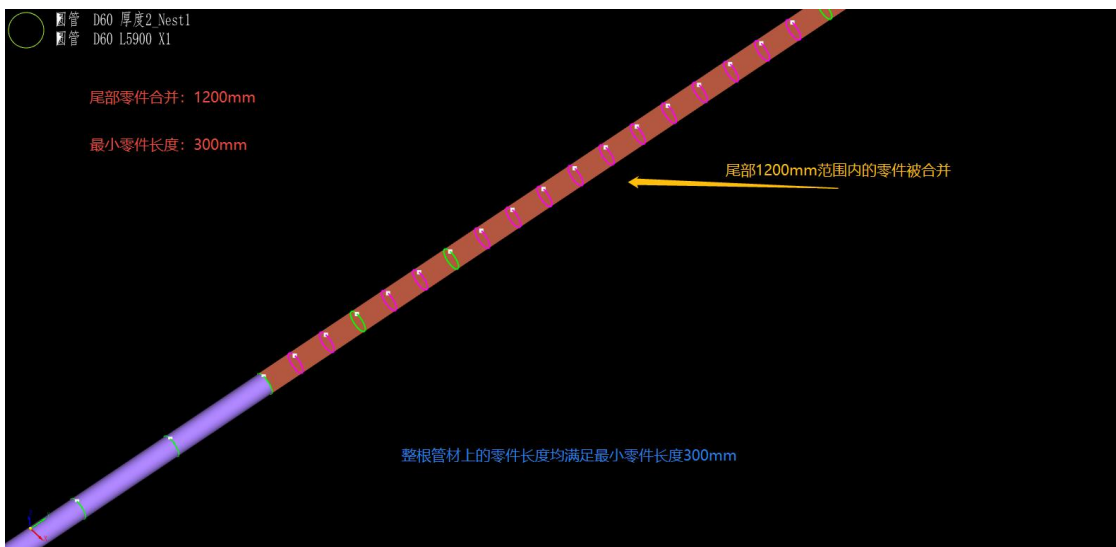 圆管 D60 厚度2_Nest1
圆管 D60 L5900 X1
尾部零件合并：1200mm
最小零件长度：300mm
尾部1200mm范围内的零件被合并
整根管材上的零件长度均满足最小零件长度300mm